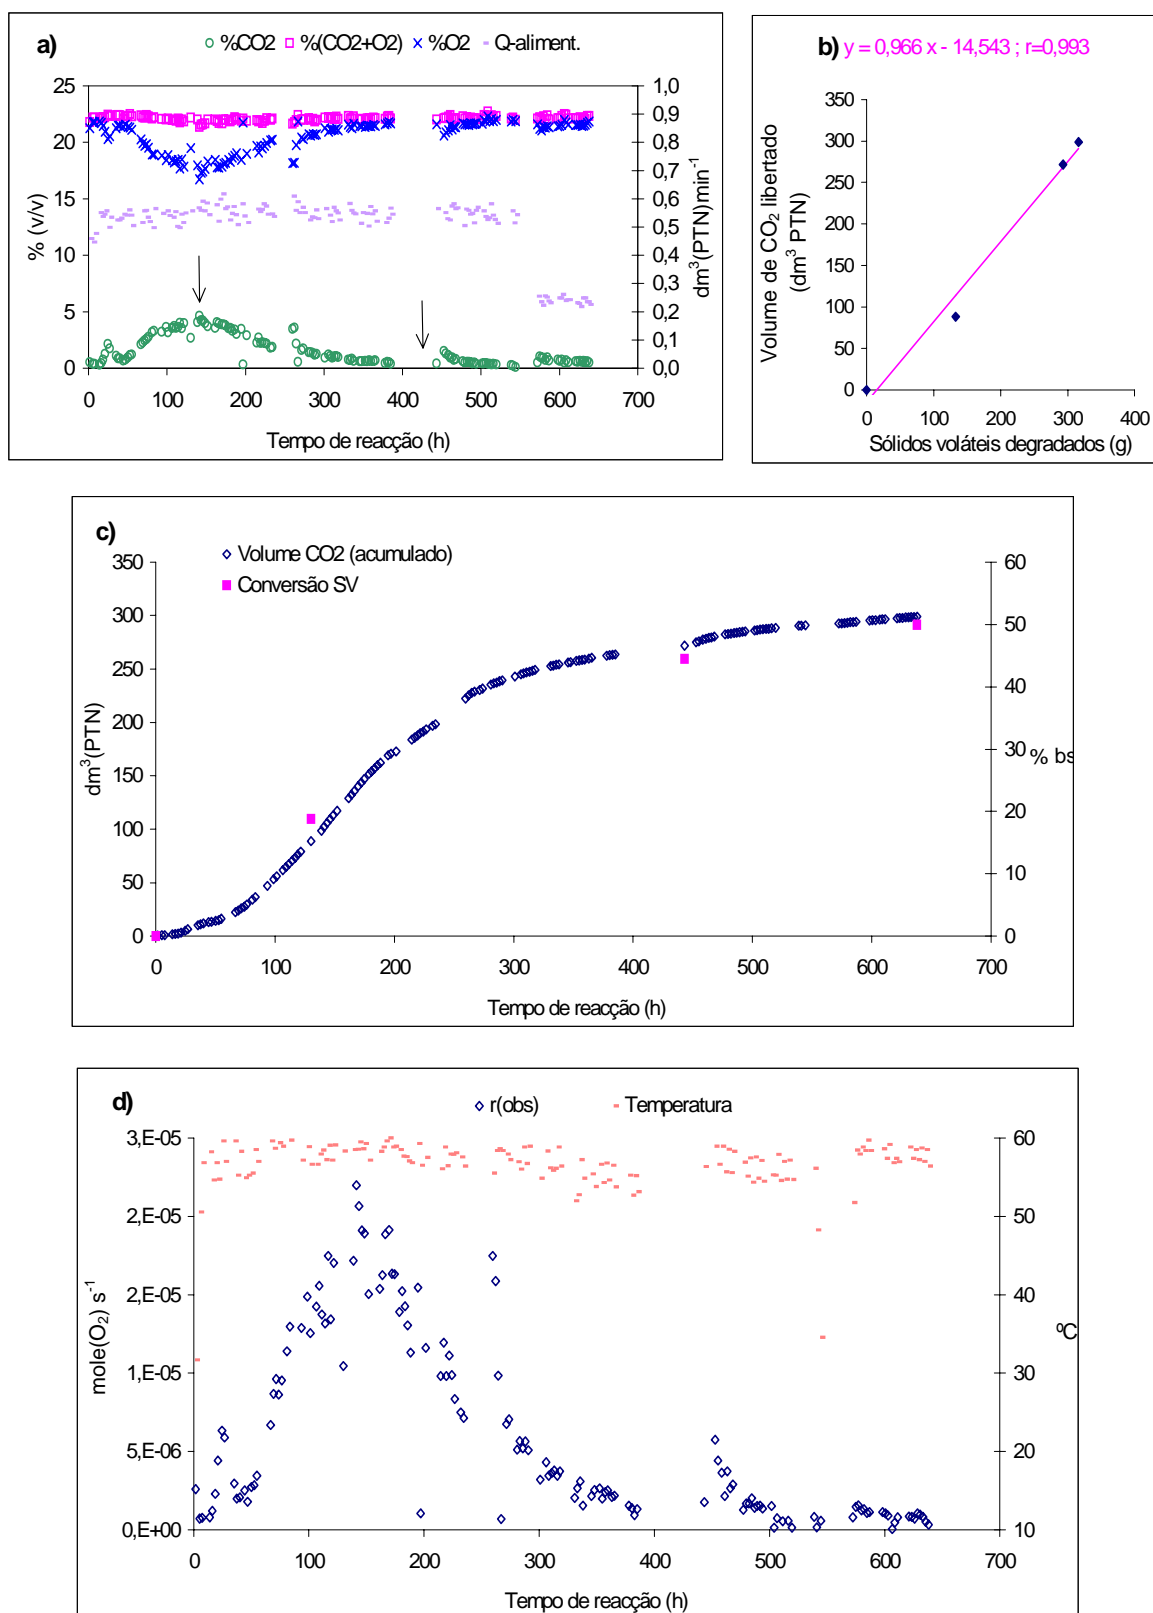 a)
%CO2 %(CO2+O2) %O2 Q-aliment.
25
20
15
10
5
0
% (v/v)
1,0
0,9
0,8
0,7
0,6
0,5
0,4
0,3
0,2
0,1
0,0
dm³(PTN)min⁻¹
0 100 200 300 400 500 600 700
Tempo de reacção (h)
b) y = 0,966 x - 14,543 ; r=0,993
400
350
300
250
200
150
100
50
0
Volume de CO₂ libertado
(dm³ PTN)
0 100 200 300 400
Sólidos voláteis degradados (g)
c)
Volume CO2 (acumulado)
Conversão SV
350
300
250
200
150
100
50
0
dm³(PTN)
60
50
40
30
20
10
0
% bs
0 100 200 300 400 500 600 700
Tempo de reacção (h)
d)
r(obs) Temperatura
3,E-05
2,E-05
2,E-05
1,E-05
5,E-06
0,E+00
mole(O₂) s⁻¹
60
50
40
30
20
10
ºC
0 100 200 300 400 500 600 700
Tempo de reacção (h)